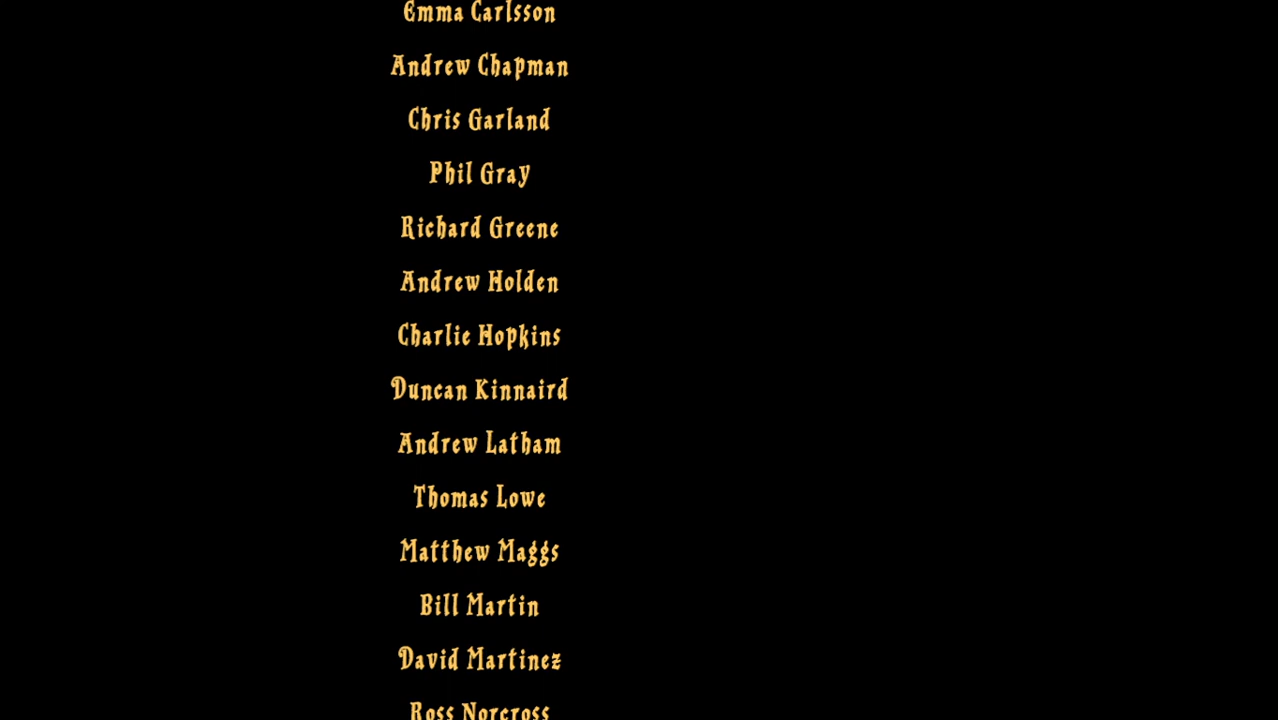 Emma Carlsson
Andrew Chapman
Chris Garland
Phil Gray
Richard Greene
Andrew Holden
Charlie Hopkins
Duncan Kinnaird
Andrew Latham
Thomas Lowe
Matthew Maggs
Bill Martin
David Martinez
Ross Norcross